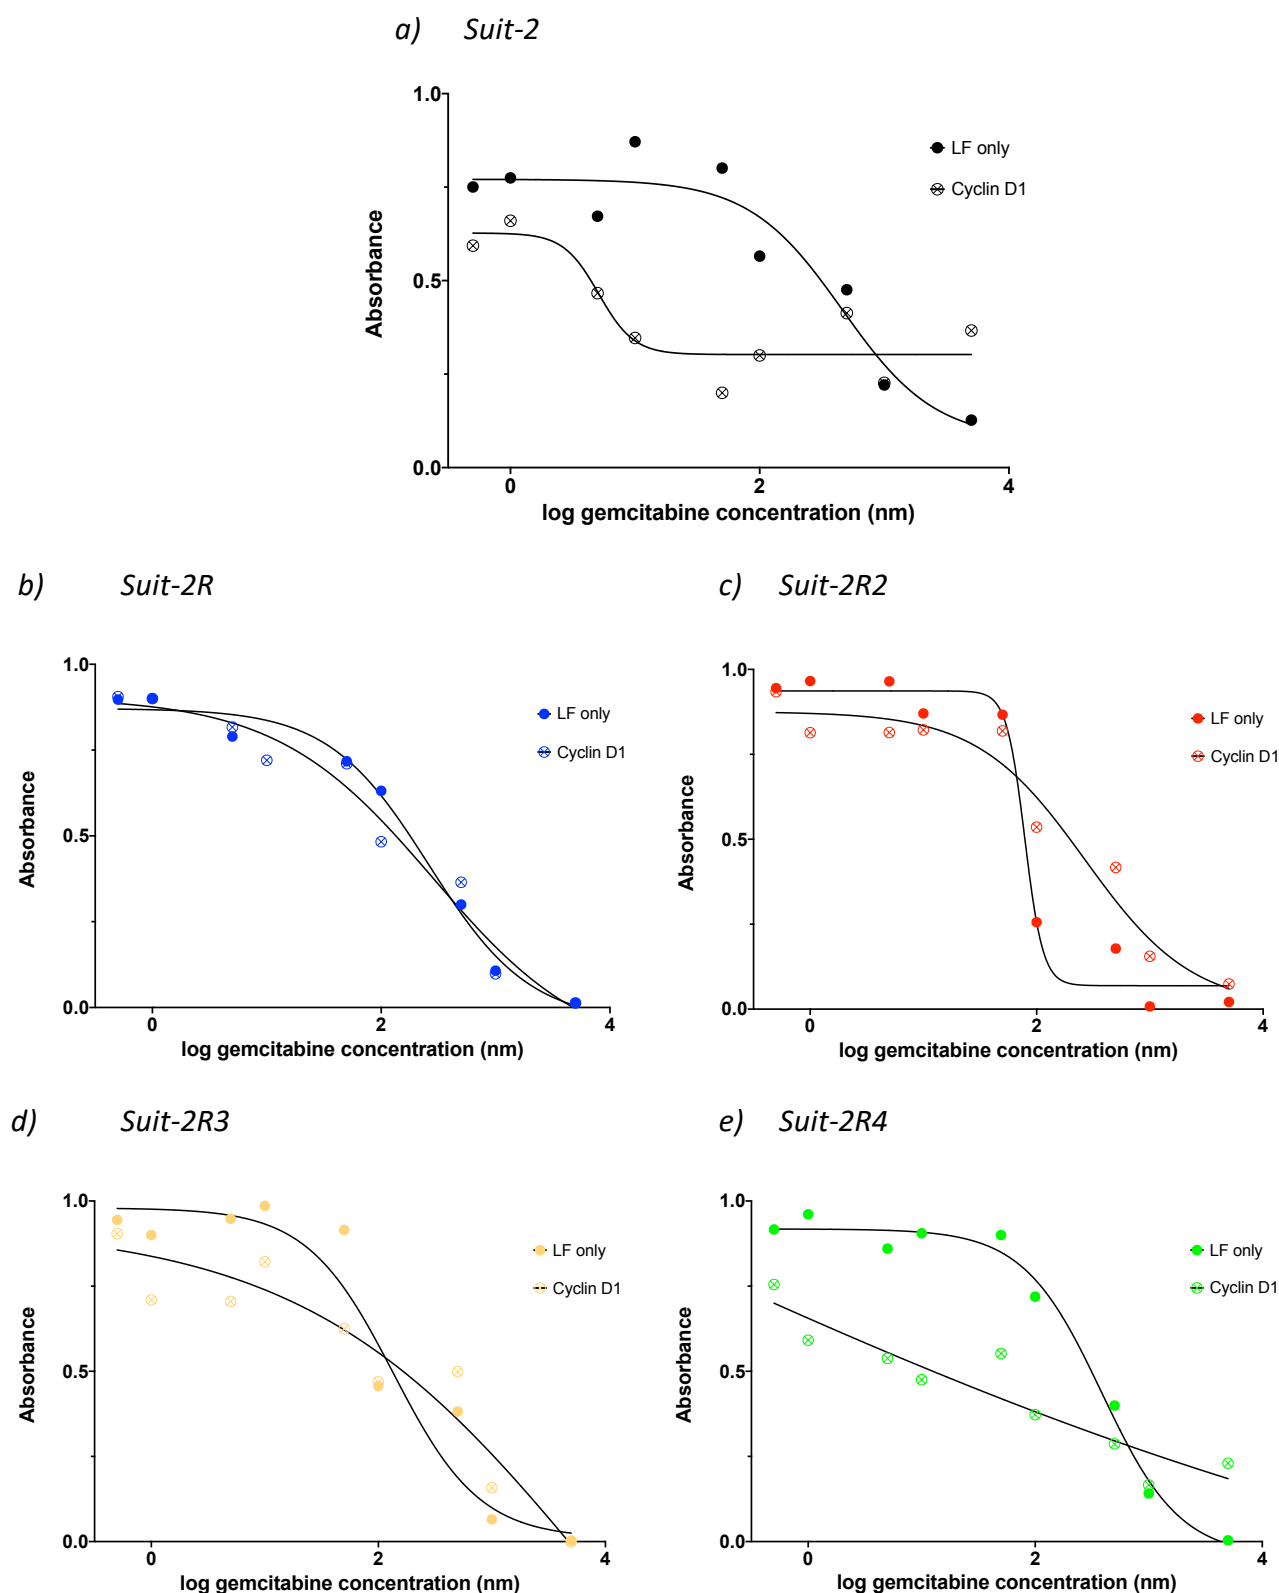 a) Suit-2
1.0
0.5
0.0
Absorbance
0 2 4
log gemcitabine concentration (nm)
LF only
Cyclin D1
b) Suit-2R
1.0
0.5
0.0
Absorbance
0 2 4
log gemcitabine concentration (nm)
LF only
Cyclin D1
c) Suit-2R2
1.0
0.5
0.0
Absorbance
0 2 4
log gemcitabine concentration (nm)
LF only
Cyclin D1
d) Suit-2R3
1.0
0.5
0.0
Absorbance
0 2 4
log gemcitabine concentration (nm)
LF only
Cyclin D1
e) Suit-2R4
1.0
0.5
0.0
Absorbance
0 2 4
log gemcitabine concentration (nm)
LF only
Cyclin D1